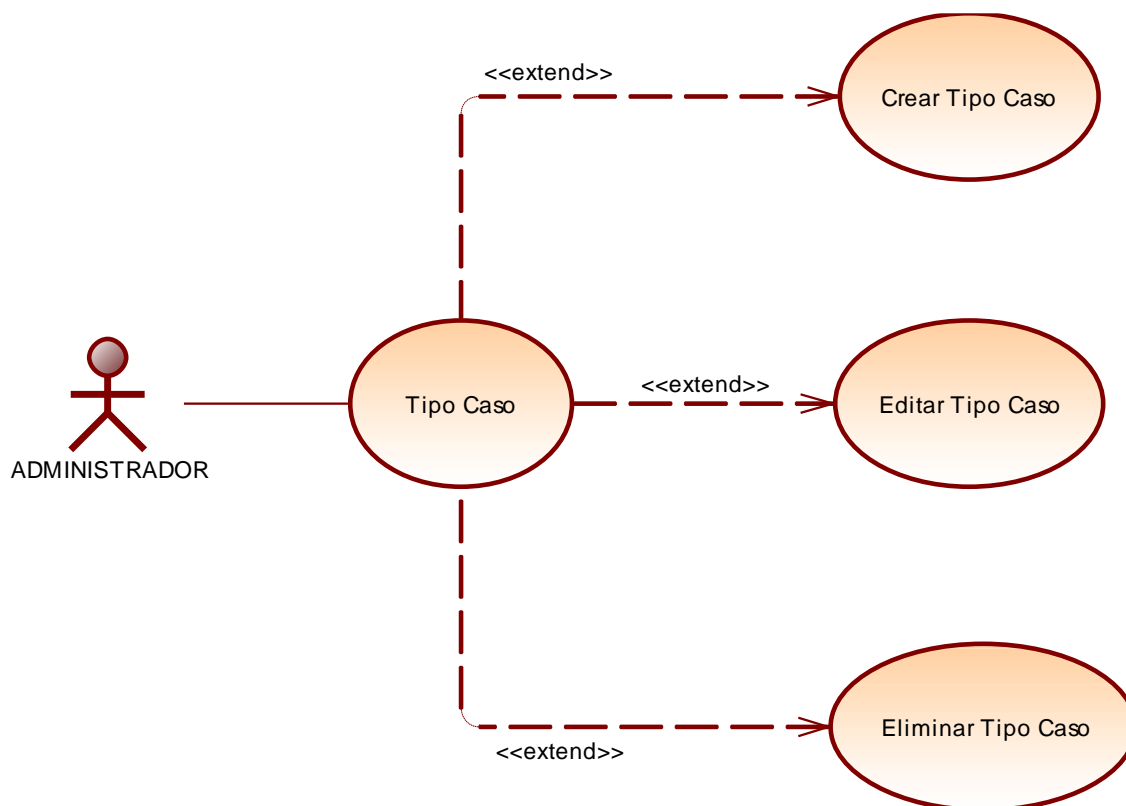 <<extend>>
Crear Tipo Caso
<<extend>>
Tipo Caso
Editar Tipo Caso
ADMINISTRADOR
Eliminar Tipo Caso
<<extend>>